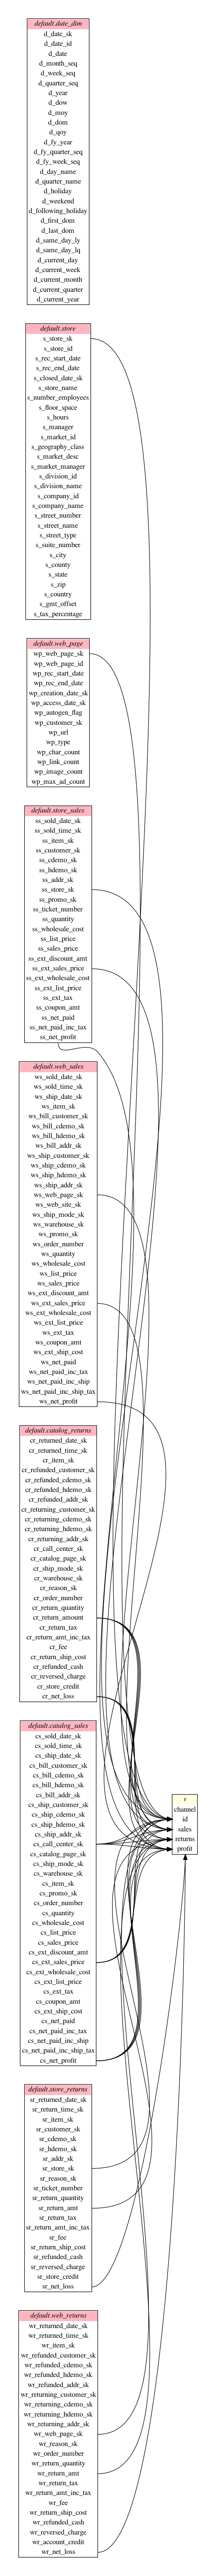 default.date_dim
d_date_sk
d_date_id
d_date
d_month_seq
d_week_seq
d_quarter_seq
d_year
d_dow
d_moy
d_dom
d_qoy
d_fy_year
d_fy_quarter_seq
d_fy_week_seq
d_day_name
d_quarter_name
d_holiday
d_weekend
d_following_holiday
d_first_dom
d_last_dom
d_same_day_ly
d_same_day_lq
d_current_day
d_current_week
d_current_month
d_current_quarter
d_current_year
default.store
s_store_sk
s_store_id
s_rec_start_date
s_rec_end_date
s_closed_date_sk
s_store_name
s_number_employees
s_floor_space
s_hours
s_manager
s_market_id
s_geography_class
s_market_desc
s_market_manager
s_division_id
s_division_name
s_company_id
s_company_name
s_street_number
s_street_name
s_street_type
s_suite_number
s_city
s_county
s_state
s_zip
s_country
s_gmt_offset
s_tax_percentage
default.web_page
wp_web_page_sk
wp_web_page_id
wp_rec_start_date
wp_rec_end_date
wp_creation_date_sk
wp_access_date_sk
wp_autogen_flag
wp_customer_sk
wp_url
wp_type
wp_char_count
wp_link_count
wp_image_count
wp_max_ad_count
default.store_sales
ss_sold_date_sk
ss_sold_time_sk
ss_item_sk
ss_customer_sk
ss_cdemo_sk
ss_hdemo_sk
ss_addr_sk
ss_store_sk
ss_promo_sk
ss_ticket_number
ss_quantity
ss_wholesale_cost
ss_list_price
ss_sales_price
ss_ext_discount_amt
ss_ext_sales_price
ss_ext_wholesale_cost
ss_ext_list_price
ss_ext_tax
ss_coupon_amt
ss_net_paid
ss_net_paid_inc_tax
ss_net_profit
default.web_sales
ws_sold_date_sk
ws_sold_time_sk
ws_ship_date_sk
ws_item_sk
ws_bill_customer_sk
ws_bill_cdemo_sk
ws_bill_hdemo_sk
ws_bill_addr_sk
ws_ship_customer_sk
ws_ship_cdemo_sk
ws_ship_hdemo_sk
ws_ship_addr_sk
ws_web_page_sk
ws_web_site_sk
ws_ship_mode_sk
ws_warehouse_sk
ws_promo_sk
ws_order_number
ws_quantity
ws_wholesale_cost
ws_list_price
ws_sales_price
ws_ext_discount_amt
ws_ext_sales_price
ws_ext_wholesale_cost
ws_ext_list_price
ws_ext_tax
ws_coupon_amt
ws_ext_ship_cost
ws_net_paid
ws_net_paid_inc_tax
ws_net_paid_inc_ship
ws_net_paid_inc_ship_tax
ws_net_profit
default.catalog_returns
cr_returned_date_sk
cr_returned_time_sk
cr_item_sk
cr_refunded_customer_sk
cr_refunded_cdemo_sk
cr_refunded_hdemo_sk
cr_refunded_addr_sk
cr_returning_customer_sk
cr_returning_cdemo_sk
cr_returning_hdemo_sk
cr_returning_addr_sk
cr_call_center_sk
cr_catalog_page_sk
cr_ship_mode_sk
cr_warehouse_sk
cr_reason_sk
cr_order_number
cr_return_quantity
cr_return_amount
cr_return_tax
cr_return_amt_inc_tax
cr_fee
cr_return_ship_cost
cr_refunded_cash
cr_reversed_charge
cr_store_credit
cr_net_loss
default.catalog_sales
cs_sold_date_sk
cs_sold_time_sk
cs_ship_date_sk
cs_bill_customer_sk
cs_bill_cdemo_sk
cs_bill_hdemo_sk
cs_bill_addr_sk
cs_ship_customer_sk
cs_ship_cdemo_sk
cs_ship_hdemo_sk
cs_ship_addr_sk
cs_call_center_sk
cs_catalog_page_sk
cs_ship_mode_sk
cs_warehouse_sk
cs_item_sk
cs_promo_sk
cs_order_number
cs_quantity
cs_wholesale_cost
cs_list_price
cs_sales_price
cs_ext_discount_amt
cs_ext_sales_price
cs_ext_wholesale_cost
cs_ext_list_price
cs_ext_tax
cs_coupon_amt
cs_ext_ship_cost
cs_net_paid
cs_net_paid_inc_tax
cs_net_paid_inc_ship
cs_net_paid_inc_ship_tax
cs_net_profit
v
channel
id
sales
returns
profit
default.store_returns
sr_returned_date_sk
sr_return_time_sk
sr_item_sk
sr_customer_sk
sr_cdemo_sk
sr_hdemo_sk
sr_addr_sk
sr_store_sk
sr_reason_sk
sr_ticket_number
sr_return_quantity
sr_return_amt
sr_return_tax
sr_return_amt_inc_tax
sr_fee
sr_return_ship_cost
sr_refunded_cash
sr_reversed_charge
sr_store_credit
sr_net_loss
default.web_returns
wr_returned_date_sk
wr_returned_time_sk
wr_item_sk
wr_refunded_customer_sk
wr_refunded_cdemo_sk
wr_refunded_hdemo_sk
wr_refunded_addr_sk
wr_returning_customer_sk
wr_returning_cdemo_sk
wr_returning_hdemo_sk
wr_returning_addr_sk
wr_web_page_sk
wr_reason_sk
wr_order_number
wr_return_quantity
wr_return_amt
wr_return_tax
wr_return_amt_inc_tax
wr_fee
wr_return_ship_cost
wr_refunded_cash
wr_reversed_charge
wr_account_credit
wr_net_loss